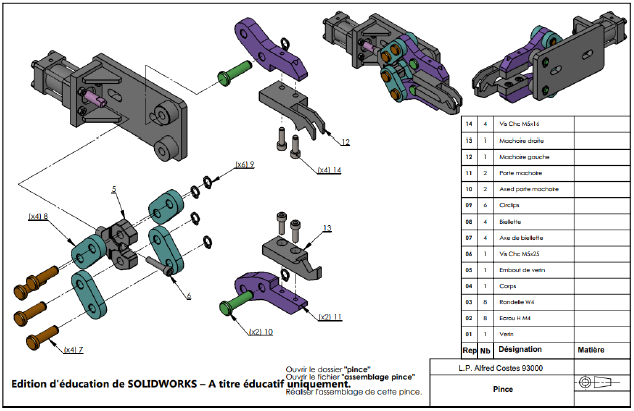 12
(x4) 14
(x6) 9
5
(x4) 8
13
6
(x2) 11
(x2) 10
(x4) 7
14 4 Vis Chc M5x16
13 1 Machoire droite
12 1 Machoire gauche
11 2 Porte machoire
10 2 Axed porte machoire
09 6 Circlips
08 4 Biellette
07 4 Axe de biellette
06 1 Vis Chc M5x25
05 1 Embout de verin
04 1 Corps
03 8 Rondelle W4
02 8 Ecrou H M4
01 1 Verin
Rep Nb Désignation Matière
L.P. Alfred Costes 93000
Pince
Ouvrir le dossier "pince"
Ouvrir le fichier "assemblage pince"
Edition d'éducation de SOLIDWORKS – A titre éducatif uniquement.
Réaliser l'assemblage de cette pince.